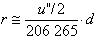 r ≅ u"/2 / 206 265 · d